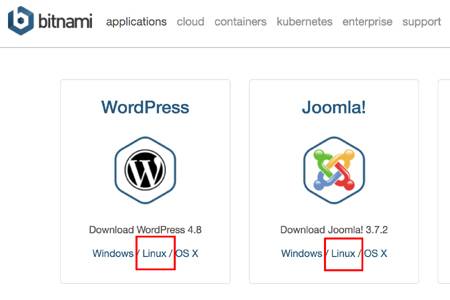 bitnami
applications cloud containers kubernetes enterprise support
WordPress
Download WordPress 4.8
Windows / Linux / OS X
Joomla!
Download Joomla! 3.7.2
Windows / Linux / OS X